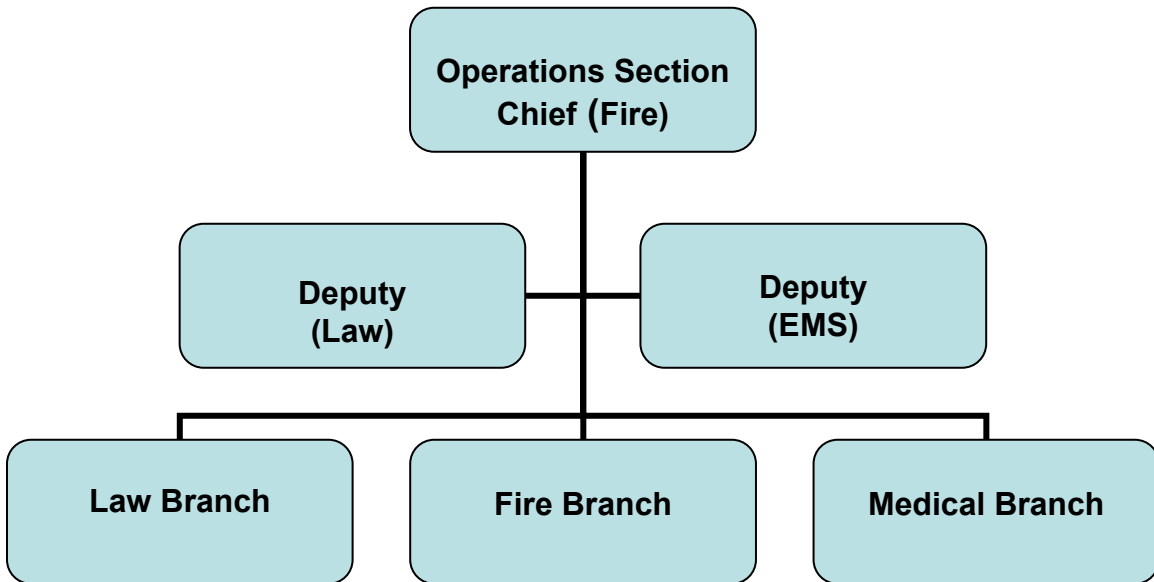 Operations Section
Chief (Fire)
Deputy
(Law)
Deputy
(EMS)
Law Branch
Fire Branch
Medical Branch